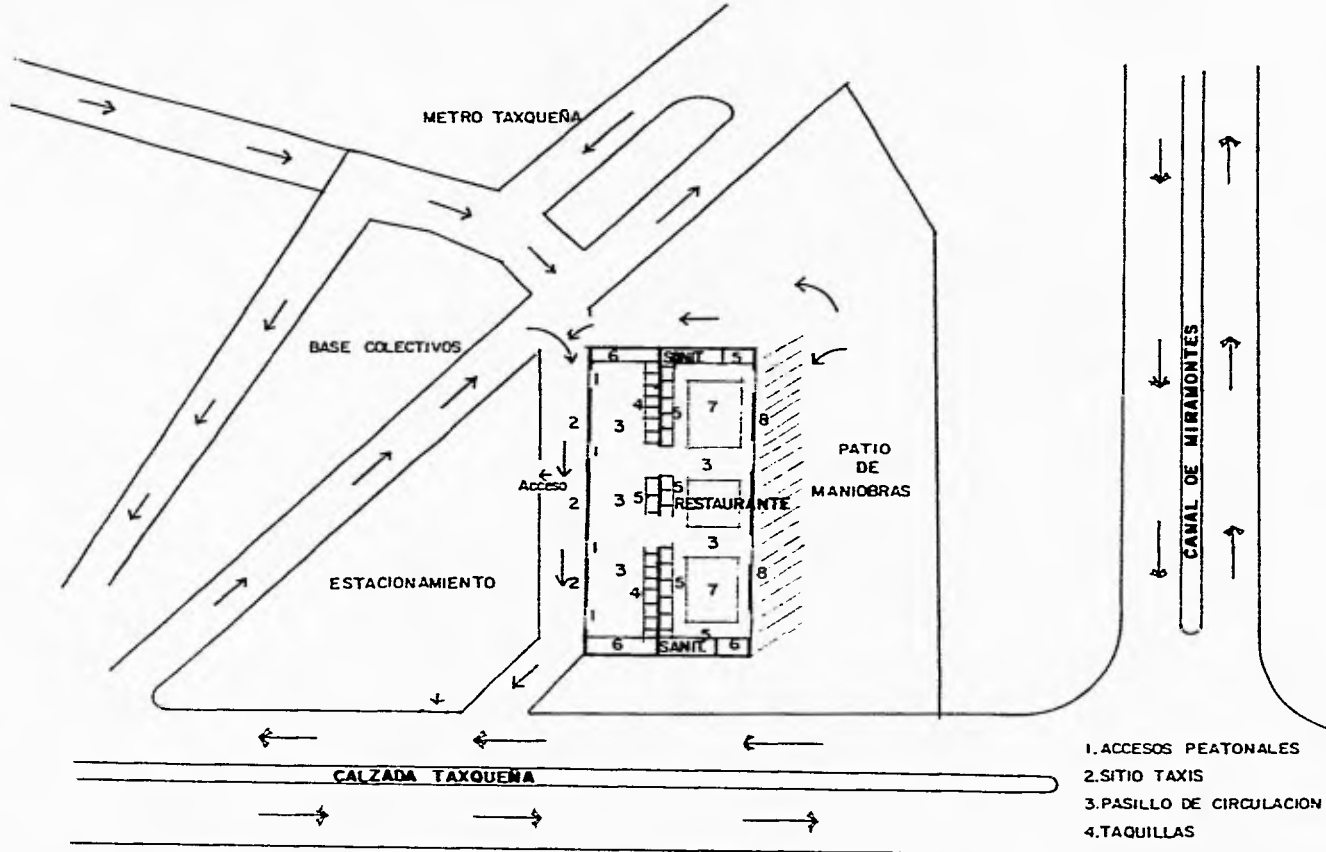 METRO TAXQUEÑA
BASE COLECTIVOS
6 SANIT. 5
1
4 5 7
2 3 8
1 3
Acceso
2 3 5 5 RESTAURANTE
PATIO
DE
MANIOBRAS
1 3
3 5 8
2 4 7
1 5
6 SANIT. 6
ESTACIONAMIENTO
CANAL DE MIRAMONTES
CALZADA TAXQUEÑA
1. ACCESOS PEATONALES
2. SITIO TAXIS
3. PASILLO DE CIRCULACION
4. TAQUILLAS